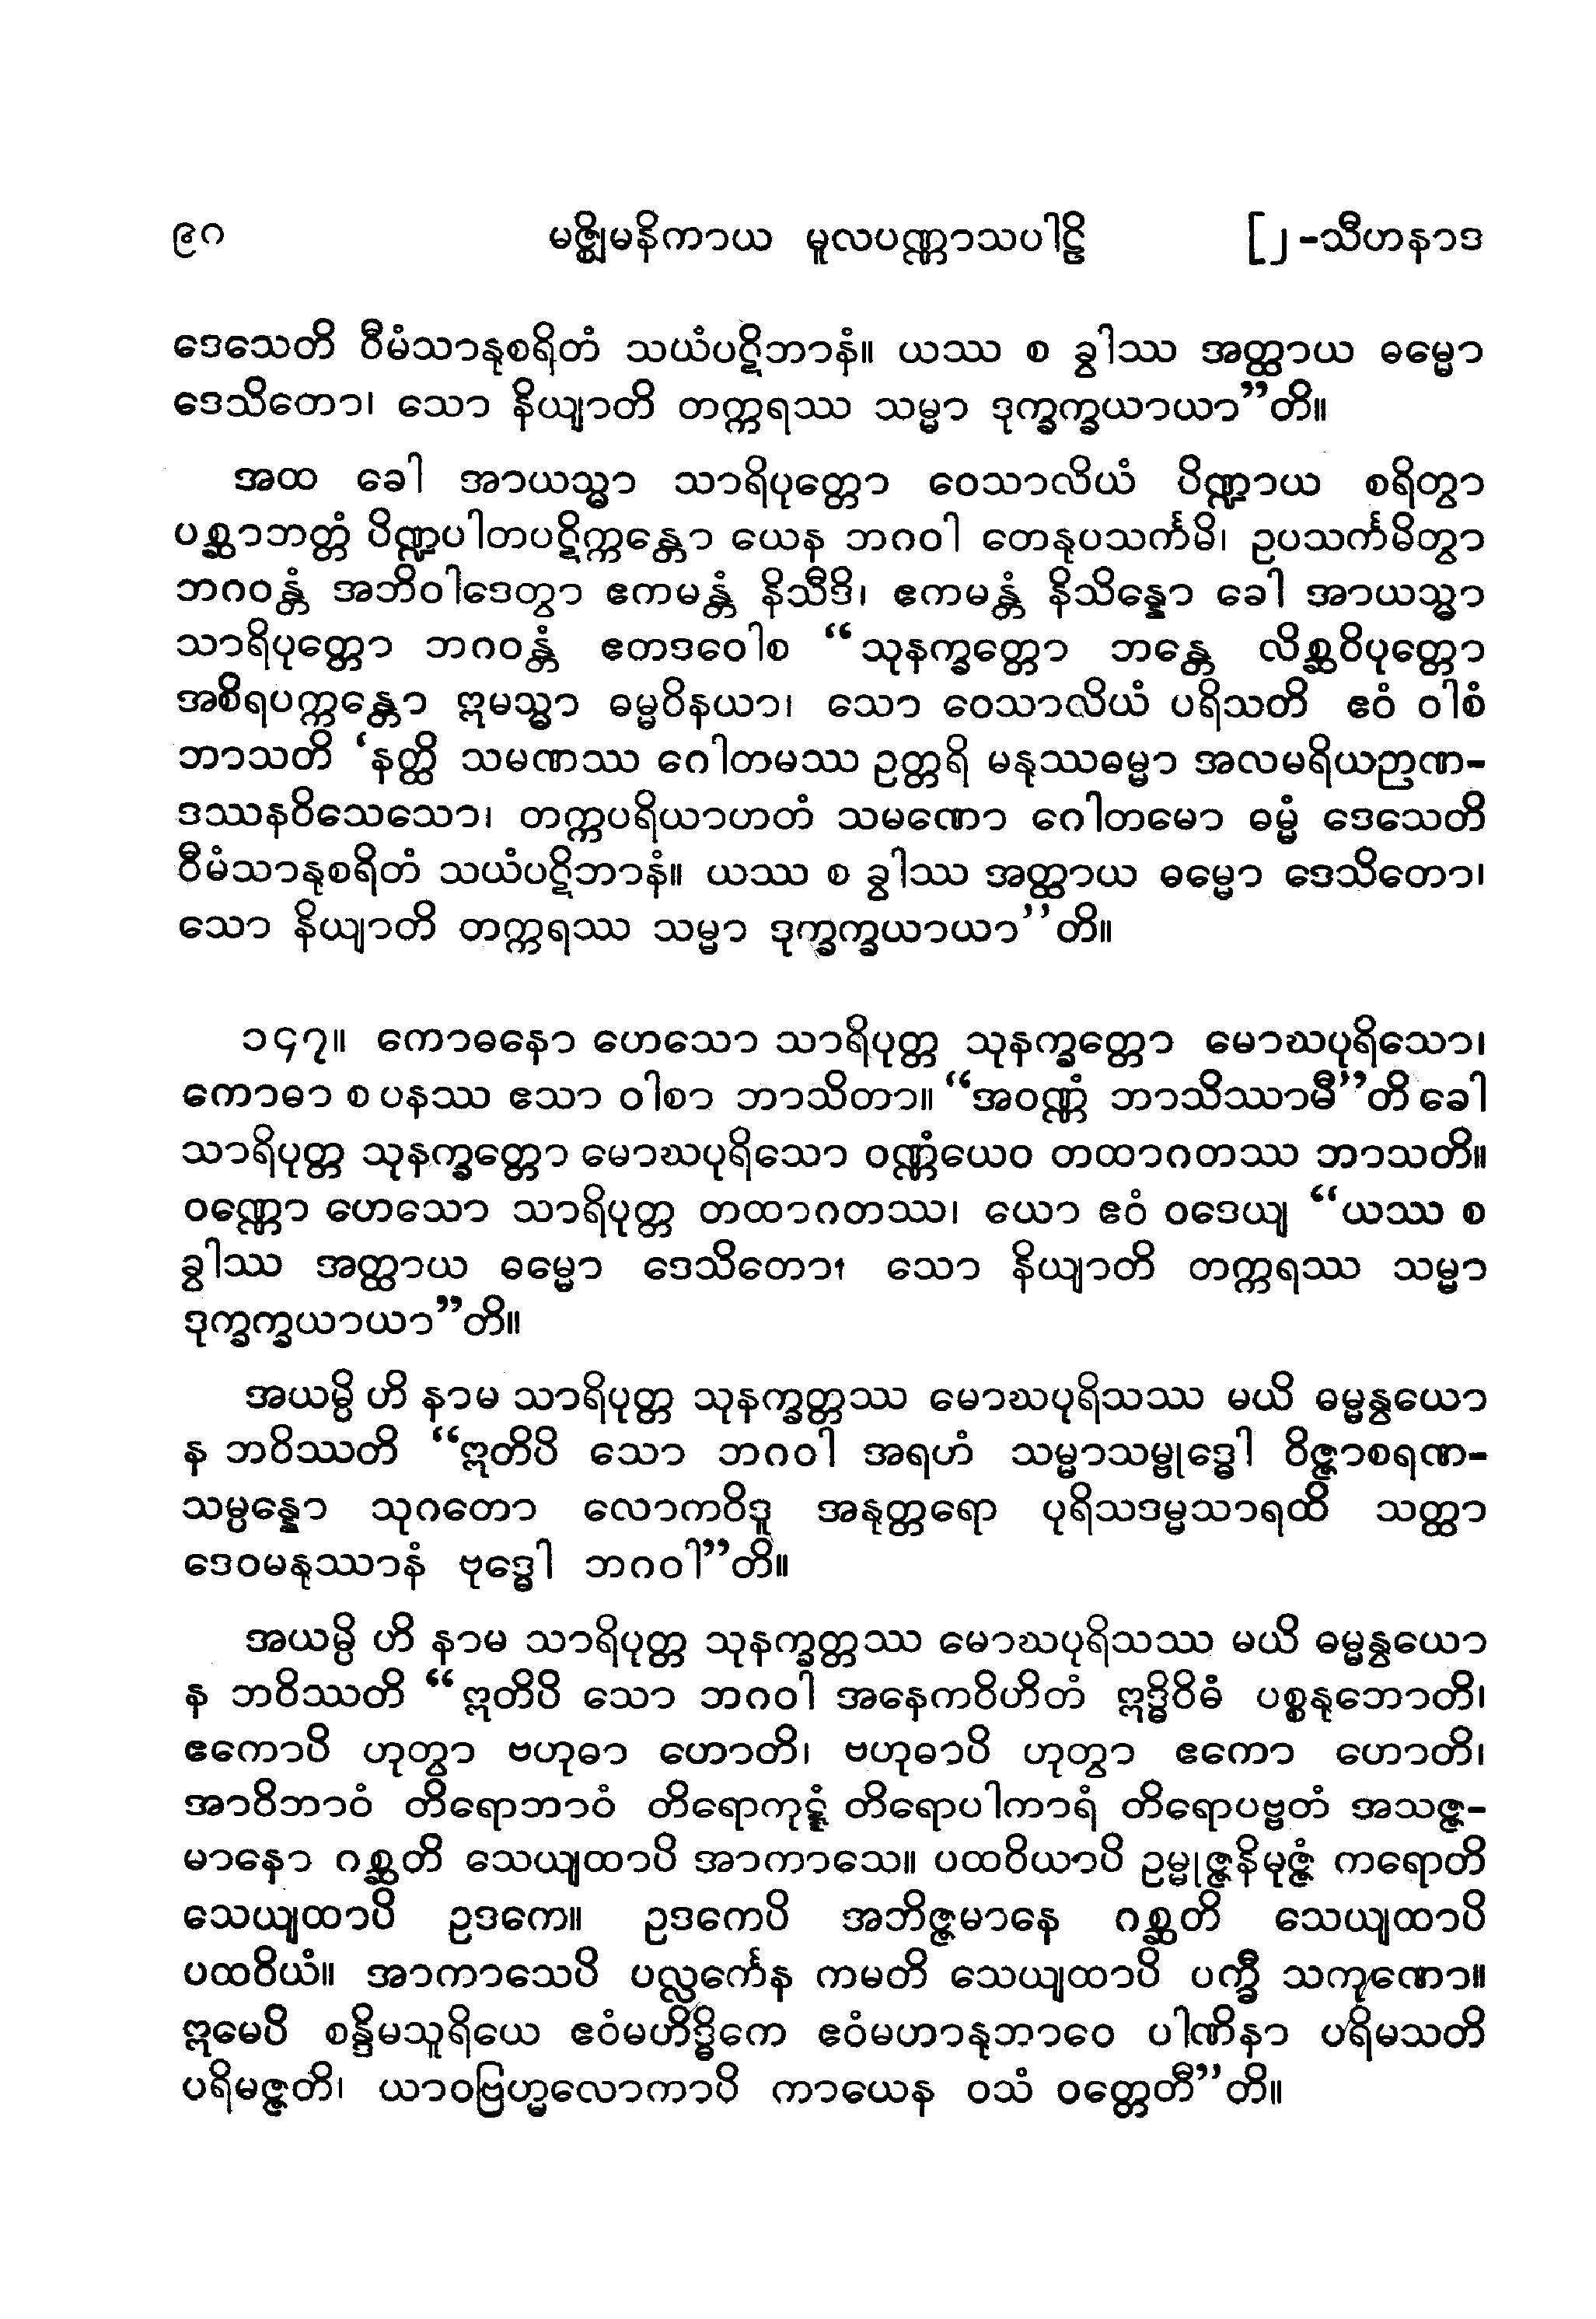 ၉၈ မဇ္ဈိမနိကာယ မူလပဏ္ဏာသပါဠိ [၂-သီဟနာဒ
ဒေသေတိ ဝီမံသာနုစရိတံ သယံပဋိဘာနံ။ ယဿ စ ခွါဿ အတ္ထာယ ဓမ္မော
ဒေသိတော၊ သော နိယျာတိ တက္ကရဿ သမ္မာ ဒုက္ခက္ခယာယာ”တိ။
အထ ခေါ အာယသ္မာ သာရိပုတ္တော ဝေသာလိယံ ပိဏ္ဍာယ စရိတွာ
ပစ္ဆာဘတ္တံ ပိဏ္ဍပါတပဋိက္ကန္တော ယေန ဘဂဝါ တေနုပသင်္ကမိ၊ ဥပသင်္ကမိတွာ
ဘဂဝန္တံ အဘိဝါဒေတွာ ဧကမန္တံ နိသီဒိ၊ ဧကမန္တံ နိသိန္နော ခေါ အာယသ္မာ
သာရိပုတ္တော ဘဂဝန္တံ ဧတဒဝေါစ “သုနက္ခတ္တော ဘန္တေ လိစ္ဆဝိပုတ္တော
အစိရပက္ကန္တော ဣမသ္မာ ဓမ္မဝိနယာ၊ သော ဝေသာလိယံ ပရိသတိ ဧဝံ ဝါစံ
ဘာသတိ ‘နတ္ထိ သမဏဿ ဂေါတမဿ ဥတ္တရိ မနုဿဓမ္မာ အလမရိယဉာဏ-
ဒဿနဝိသေသော၊ တက္ကပရိယာဟတံ သမဏော ဂေါတမော ဓမ္မံ ဒေသေတိ
ဝီမံသာနုစရိတံ သယံပဋိဘာနံ။ ယဿ စ ခွါဿ အတ္ထာယ ဓမ္မော ဒေသိတော၊
သော နိယျာတိ တက္ကရဿ သမ္မာ ဒုက္ခက္ခယာယာ’’တိ။
၁၄၇။ ကောဓနော ဟေသော သာရိပုတ္တ သုနက္ခတ္တော မောဃပုရိသော၊
ကောဓာ စ ပနဿ ဧသာ ဝါစာ ဘာသိတာ။ “အဝဏ္ဏံ ဘာသိဿာမီ”တိ ခေါ
သာရိပုတ္တ သုနက္ခတ္တော မောဃပုရိသော ဝဏ္ဏံယေဝ တထာဂတဿ ဘာသတိ။
ဝဏ္ဏော ဟေသော သာရိပုတ္တ တထာဂတဿ၊ ယော ဧဝံ ဝဒေယျ “ယဿ စ
ခွါဿ အတ္ထာယ ဓမ္မော ဒေသိတော၊ သော နိယျာတိ တက္ကရဿ သမ္မာ
ဒုက္ခက္ခယာယာ”တိ။
အယမ္ပိ ဟိ နာမ သာရိပုတ္တ သုနက္ခတ္တဿ မောဃပုရိသဿ မယိ ဓမ္မန္ဝယော
န ဘဝိဿတိ “ဣတိပိ သော ဘဂဝါ အရဟံ သမ္မာသမ္ဗုဒ္ဓေါ ဝိဇ္ဇာစရဏ-
သမ္ပန္နော သုဂတော လောကဝိဒူ အနုတ္တရော ပုရိသဒမ္မသာရထိ သတ္ထာ
ဒေဝမနုဿာနံ ဗုဒ္ဓေါ ဘဂဝါ”တိ။
အယမ္ပိ ဟိ နာမ သာရိပုတ္တ သုနက္ခတ္တဿ မောဃပုရိသဿ မယိ ဓမ္မန္ဝယော
န ဘဝိဿတိ “ဣတိပိ သော ဘဂဝါ အနေကဝိဟိတံ ဣဒ္ဓိဝိဓံ ပစ္စနုဘောတိ၊
ဧကောပိ ဟုတွာ ဗဟုဓာ ဟောတိ၊ ဗဟုဓာပိ ဟုတွာ ဧကော ဟောတိ၊
အာဝိဘာဝံ တိရောဘာဝံ တိရောကုဋ္ဋံ တိရောပါကာရံ တိရောပဗ္ဗတံ အသဇ္ဇ-
မာနော ဂစ္ဆတိ သေယျထာပိ အာကာသေ။ ပထဝိယာပိ ဥမ္မုဇ္ဇနိမုဇ္ဇံ ကရောတိ
သေယျထာပိ ဥဒကေ။ ဥဒကေပိ အဘိဇ္ဇမာနေ ဂစ္ဆတိ သေယျထာပိ
ပထဝိယံ။ အာကာသေပိ ပလ္လင်္ကေန ကမတိ သေယျထာပိ ပက္ခီ သကုဏော။
ဣမေပိ စန္ဒိမသူရိယေ ဧဝံမဟိဒ္ဓိကေ ဧဝံမဟာနုဘာဝေ ပါဏိနာ ပရိမသတိ
ပရိမဇ္ဇတိ၊ ယာဝဗြဟ္မလောကာပိ ကာယေန ဝသံ ဝတ္တေတီ”တိ။